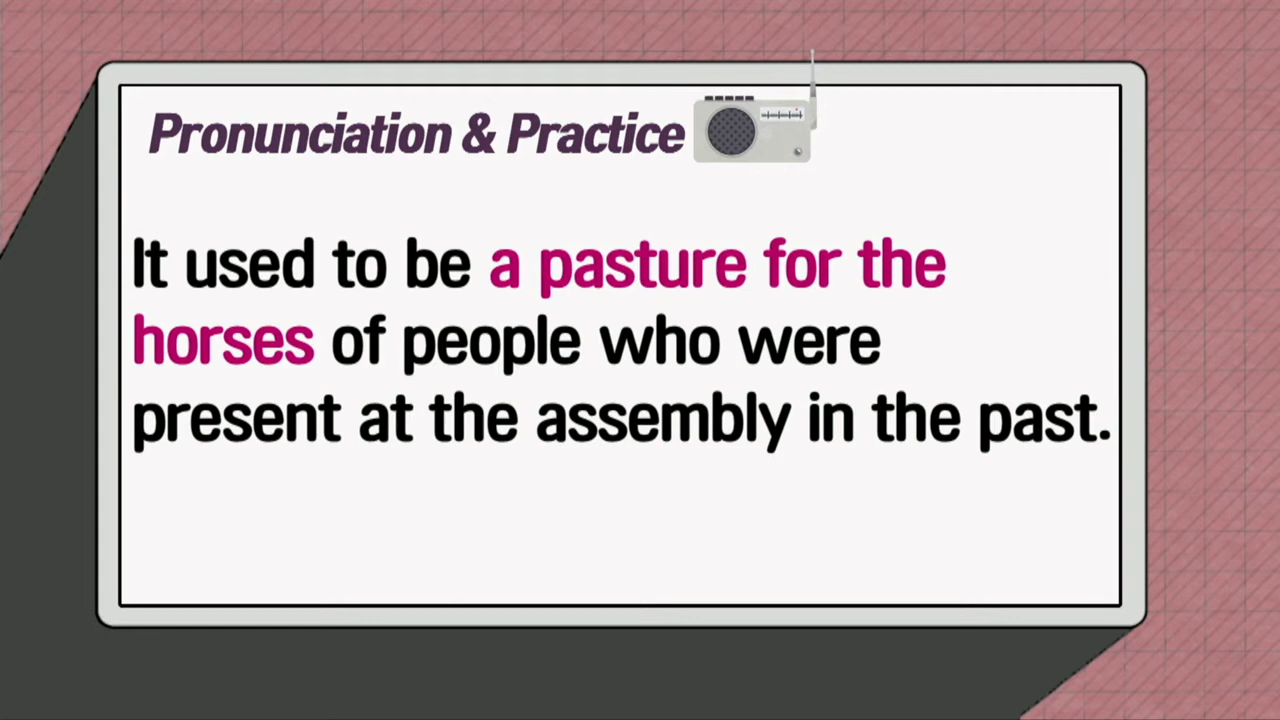 Pronunciation & Practice
It used to be a pasture for the
horses of people who were
present at the assembly in the past.